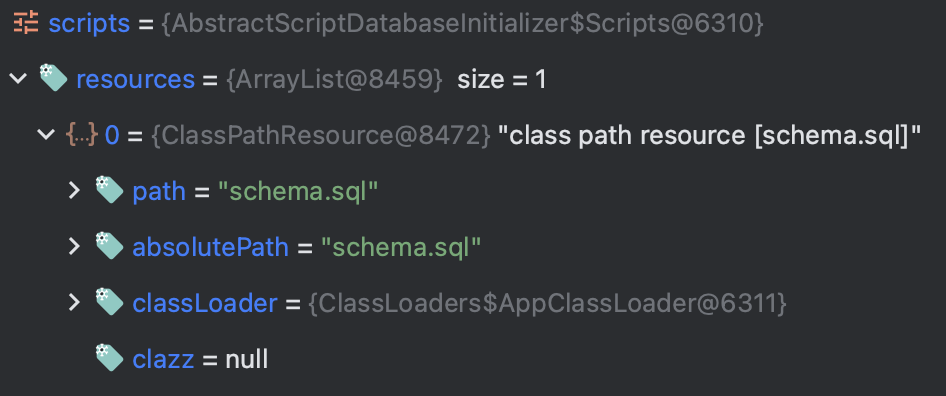 scripts = {AbstractScriptDatabaseInitializer$Scripts@6310}
resources = {ArrayList@8459} size = 1
{...} 0 = {ClassPathResource@8472} "class path resource [schema.sql]"
path = "schema.sql"
absolutePath = "schema.sql"
classLoader = {ClassLoaders$AppClassLoader@6311}
clazz = null